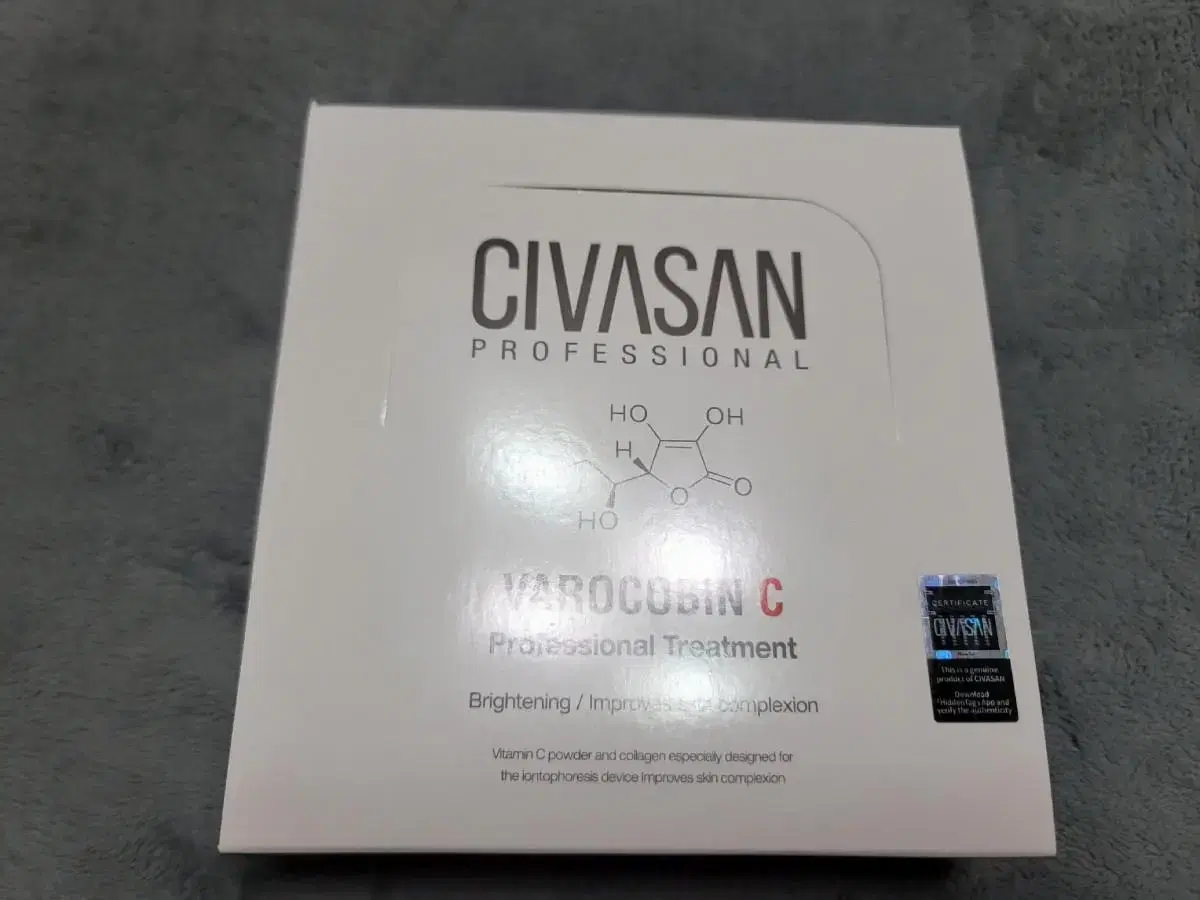 CIVASAN
PROFESSIONAL
HO
OH
H
O
O
HO
VAROCOBIN C
Professional Treatment
Brightening / Improves skin complexion
Vitamin C powder and collagen especially designed for
the iontophoresis device Improves skin complexion
CERTIFICATE
CIVASAN
This is a genuine
product of CIVASAN
Download
HiddenTag App and
verify the authenticity